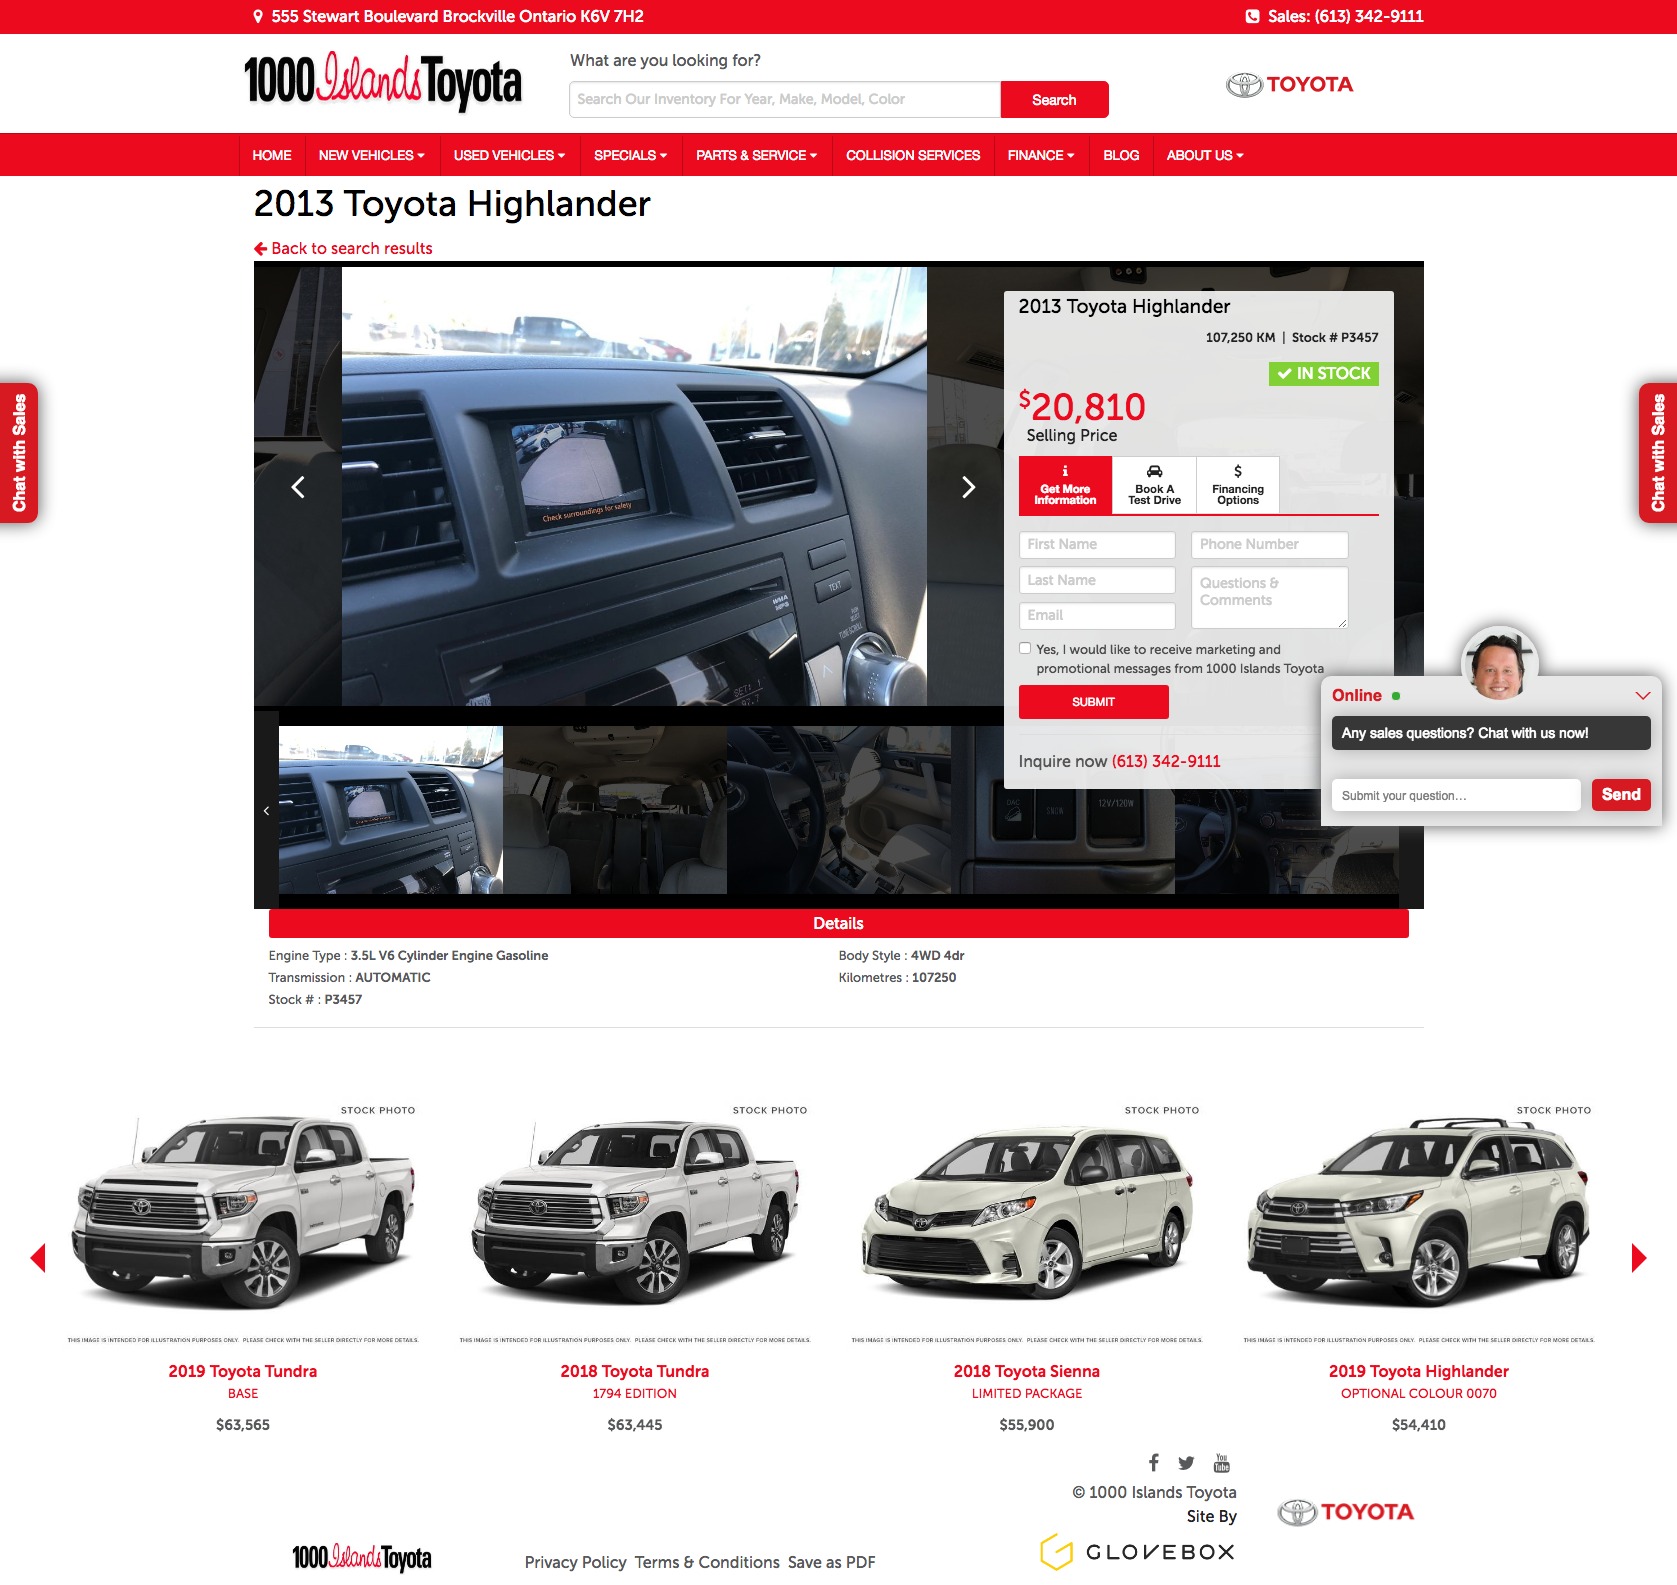 555 Stewart Boulevard Brockville Ontario K6V 7H2
Sales: (613) 342-9111
1000 Islands Toyota
What are you looking for?
Search Our Inventory For Year, Make, Model, Color
Search
TOYOTA
HOME
NEW VEHICLES
USED VEHICLES
SPECIALS
PARTS & SERVICE
COLLISION SERVICES
FINANCE
BLOG
ABOUT US
2013 Toyota Highlander
Back to search results
Check surroundings for safety
TEXT
WMA
MP3
TUNE/SCROLL
SET: 1
2013 Toyota Highlander
107,250 KM | Stock # P3457
IN STOCK
$20,810
Selling Price
Get More
Information
Book A
Test Drive
$
Financing
Options
First Name
Phone Number
Last Name
Questions &
Comments
Email
Yes, I would like to receive marketing and
promotional messages from 1000 Islands Toyota
SUBMIT
Inquire now (613) 342-9111
Chat with Sales
Chat with Sales
Online
Any sales questions? Chat with us now!
Submit your question...
Send
DAC
SNOW
12V/120W
Details
Engine Type : 3.5L V6 Cylinder Engine Gasoline
Body Style : 4WD 4dr
Transmission : AUTOMATIC
Kilometres : 107250
Stock # : P3457
STOCK PHOTO
STOCK PHOTO
STOCK PHOTO
STOCK PHOTO
THIS IMAGE IS INTENDED FOR ILLUSTRATION PURPOSES ONLY. PLEASE CHECK WITH THE SELLER DIRECTLY FOR MORE DETAILS.
THIS IMAGE IS INTENDED FOR ILLUSTRATION PURPOSES ONLY. PLEASE CHECK WITH THE SELLER DIRECTLY FOR MORE DETAILS.
THIS IMAGE IS INTENDED FOR ILLUSTRATION PURPOSES ONLY. PLEASE CHECK WITH THE SELLER DIRECTLY FOR MORE DETAILS.
THIS IMAGE IS INTENDED FOR ILLUSTRATION PURPOSES ONLY. PLEASE CHECK WITH THE SELLER DIRECTLY FOR MORE DETAILS.
2019 Toyota Tundra
BASE
$63,565
2018 Toyota Tundra
1794 EDITION
$63,445
2018 Toyota Sienna
LIMITED PACKAGE
$55,900
2019 Toyota Highlander
OPTIONAL COLOUR 0070
$54,410
You
Tube
© 1000 Islands Toyota
Site By
GLOVEBOX
TOYOTA
1000 Islands Toyota
Privacy Policy Terms & Conditions Save as PDF